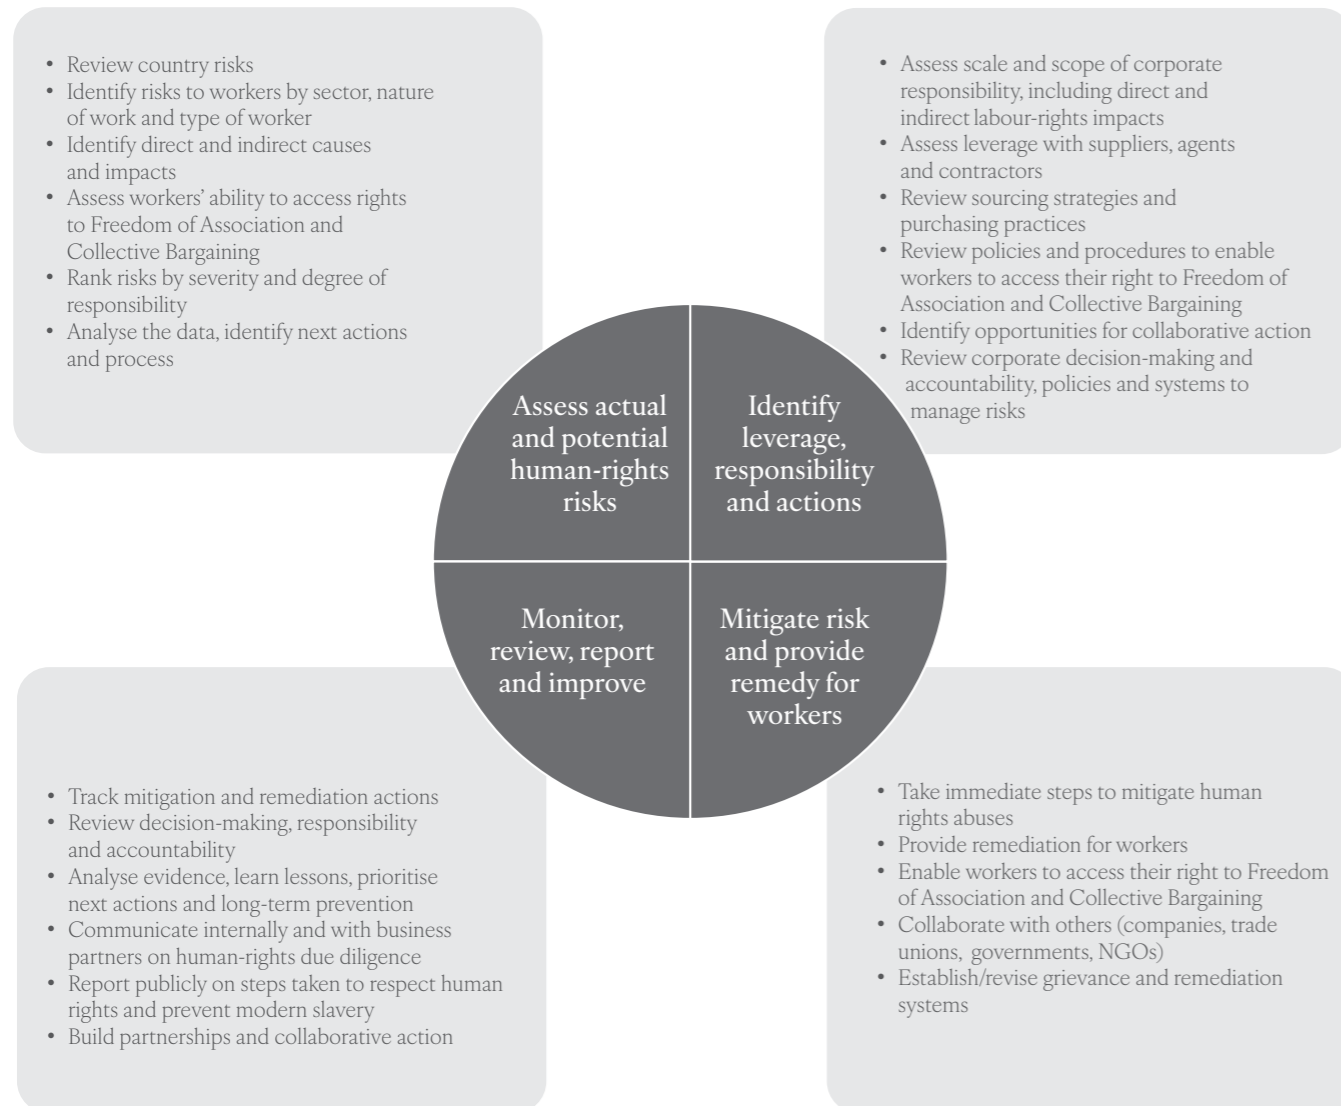 • Review country risks
• Identify risks to workers by sector, nature
of work and type of worker
• Identify direct and indirect causes
and impacts
• Assess workers’ ability to access rights
to Freedom of Association and
Collective Bargaining
• Rank risks by severity and degree of
responsibility
• Analyse the data, identify next actions
and process
• Assess scale and scope of corporate
responsibility, including direct and
indirect labour-rights impacts
• Assess leverage with suppliers, agents
and contractors
• Review sourcing strategies and
purchasing practices
• Review policies and procedures to enable
workers to access their right to Freedom of
Association and Collective Bargaining
• Identify opportunities for collaborative action
• Review corporate decision-making and
accountability, policies and systems to
manage risks
Assess actual
and potential
human-rights
risks
Identify
leverage,
responsibility
and actions
Monitor,
review, report
and improve
Mitigate risk
and provide
remedy for
workers
• Track mitigation and remediation actions
• Review decision-making, responsibility
and accountability
• Analyse evidence, learn lessons, prioritise
next actions and long-term prevention
• Communicate internally and with business
partners on human-rights due diligence
• Report publicly on steps taken to respect human
rights and prevent modern slavery
• Build partnerships and collaborative action
• Take immediate steps to mitigate human
rights abuses
• Provide remediation for workers
• Enable workers to access their right to Freedom
of Association and Collective Bargaining
• Collaborate with others (companies, trade
unions, governments, NGOs)
• Establish/revise grievance and remediation
systems